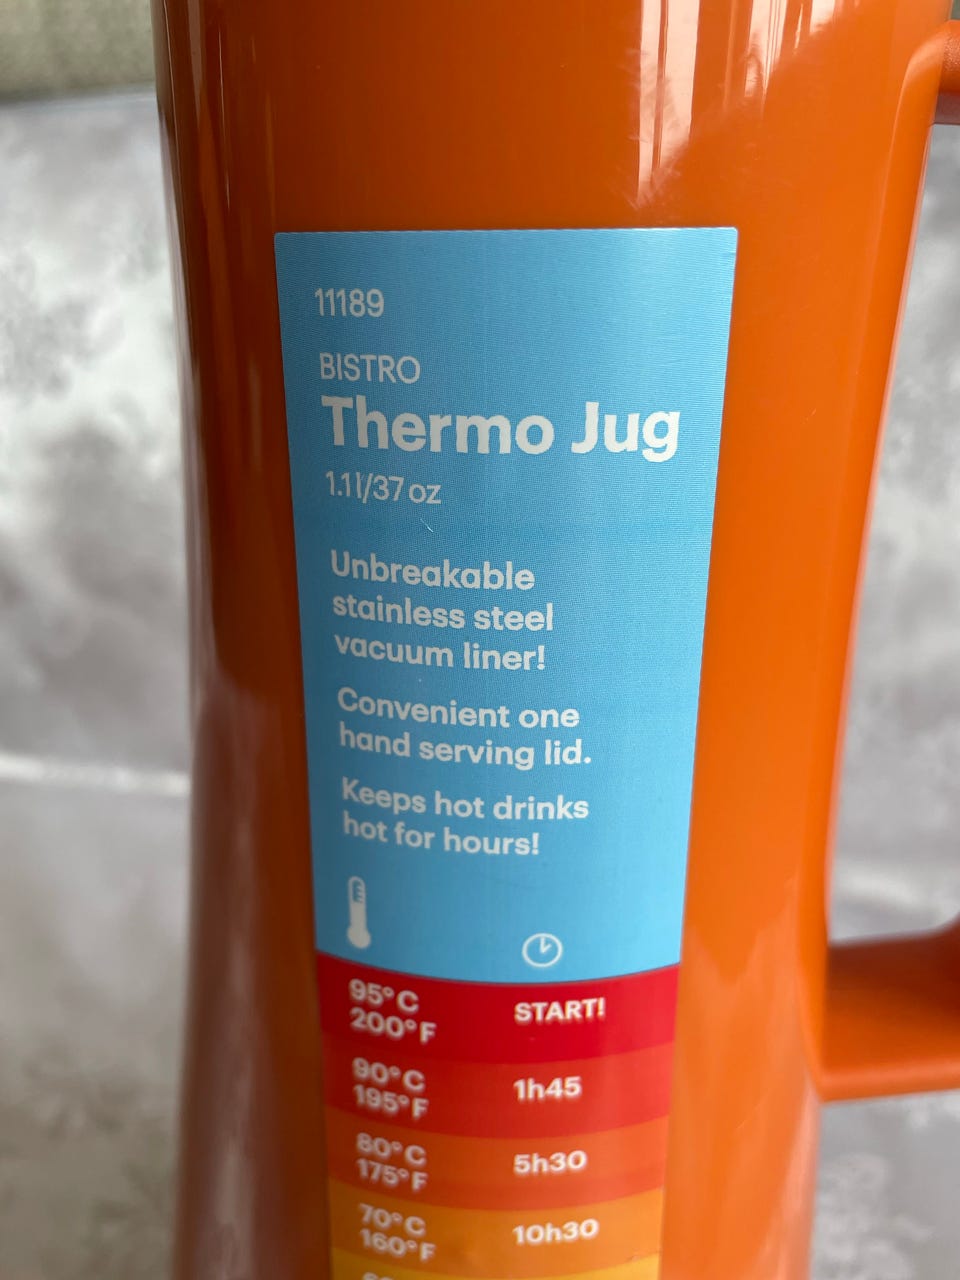 11189
BISTRO
Thermo Jug
1.1 l/37 oz
Unbreakable
stainless steel
vacuum liner!
Convenient one
hand serving lid.
Keeps hot drinks
hot for hours!
95°C
200°F
START!
90°C
195°F
1h45
80°C
175°F
5h30
70°C
160°F
10h30